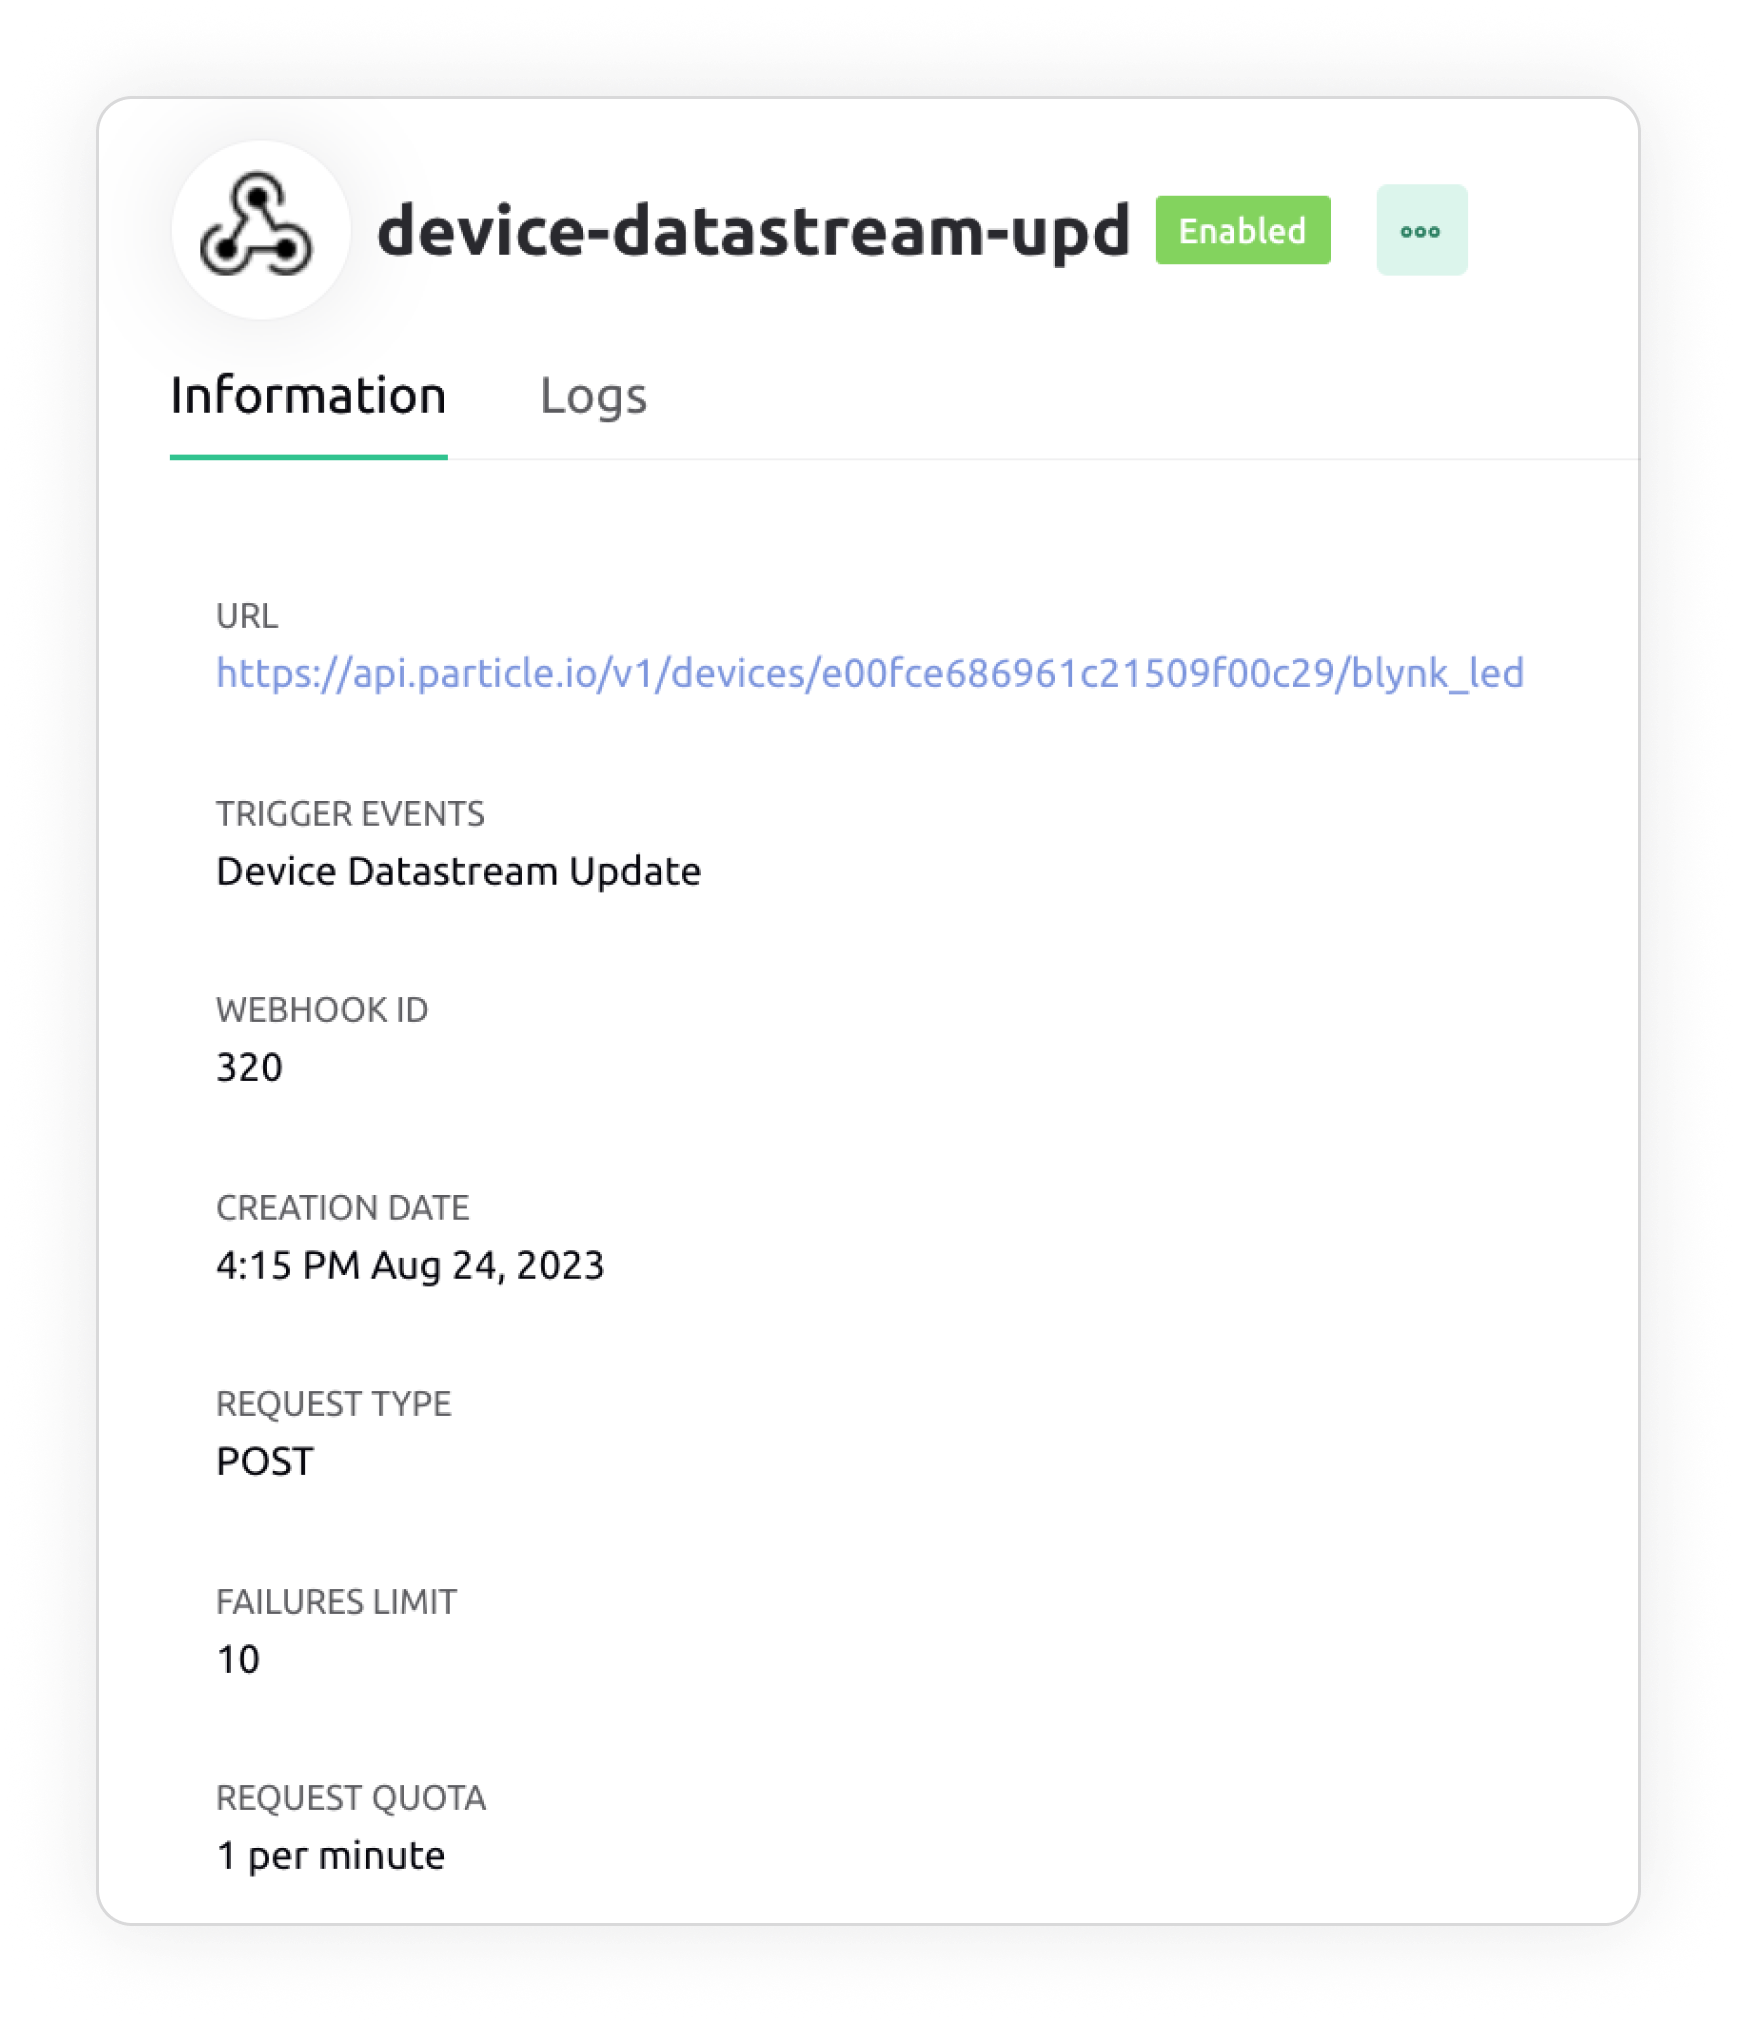 device-datastream-upd Enabled
Information Logs
URL
https://api.particle.io/v1/devices/e00fce686961c21509f00c29/blynk_led
TRIGGER EVENTS
Device Datastream Update
WEBHOOK ID
320
CREATION DATE
4:15 PM Aug 24, 2023
REQUEST TYPE
POST
FAILURES LIMIT
10
REQUEST QUOTA
1 per minute